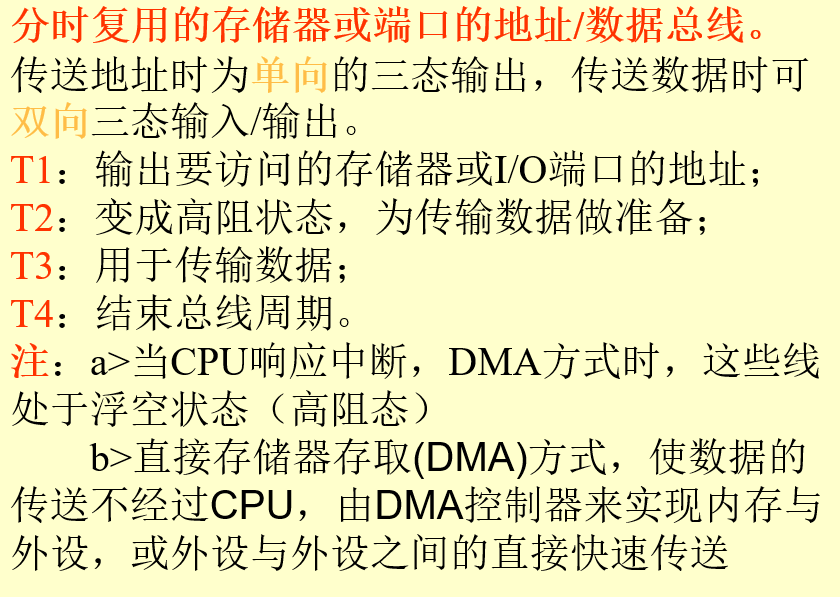 分时复用的存储器或端口的地址/数据总线。
传送地址时为单向的三态输出，传送数据时可
双向三态输入/输出。
T1：输出要访问的存储器或I/O端口的地址；
T2：变成高阻状态，为传输数据做准备；
T3：用于传输数据；
T4：结束总线周期。
注：a>当CPU响应中断，DMA方式时，这些线
处于浮空状态（高阻态）
b>直接存储器存取(DMA)方式，使数据的
传送不经过CPU，由DMA控制器来实现内存与
外设，或外设与外设之间的直接快速传送